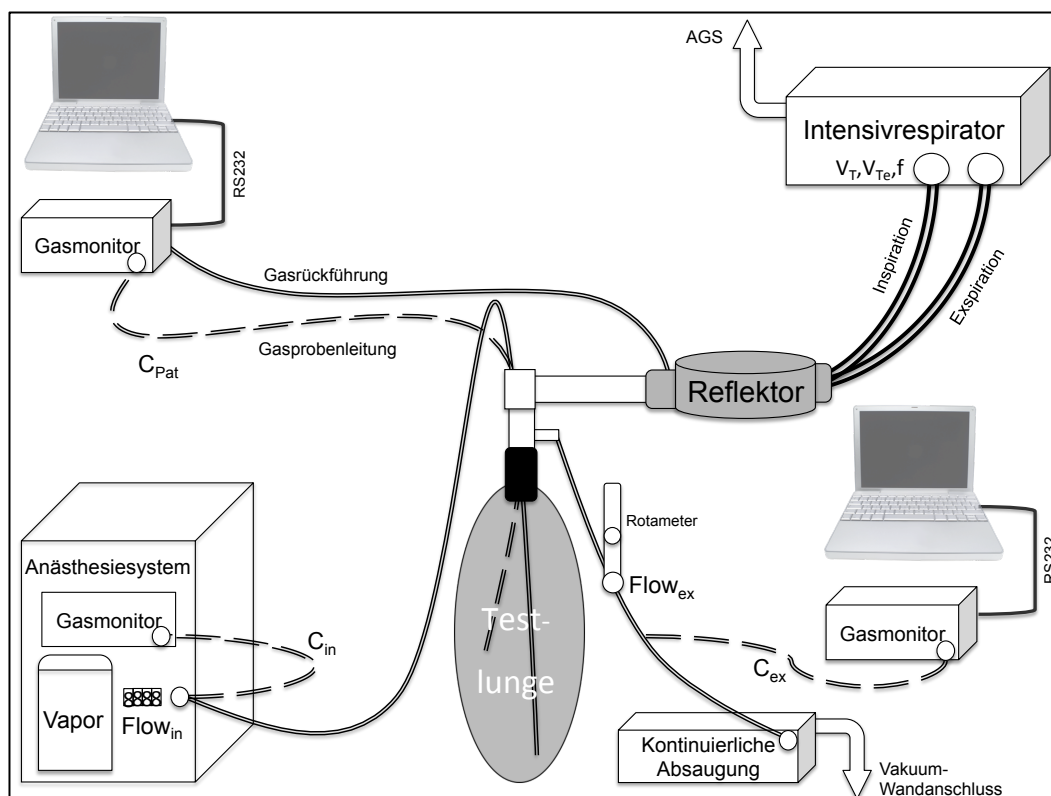 AGS
Intensivrespirator
V_T,V_Te,f
RS232
Gasmonitor
Gasrückführung
Inspiration
Exspiration
Gasprobenleitung
C_Pat
Reflektor
Rotameter
Anästhesiesystem
Flow_ex
RS232
Gasmonitor
Test-
lunge
Gasmonitor
C_in
C_ex
Vapor
Flow_in
Kontinuierliche
Absaugung
Vakuum-
Wandanschluss